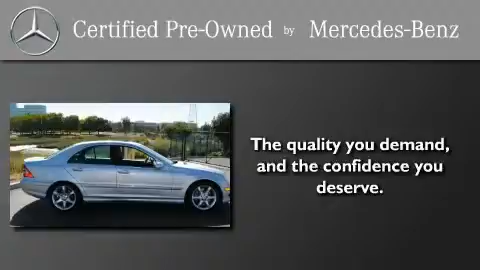 Certified Pre-Owned by Mercedes-Benz
The quality you demand,
and the confidence you
deserve.